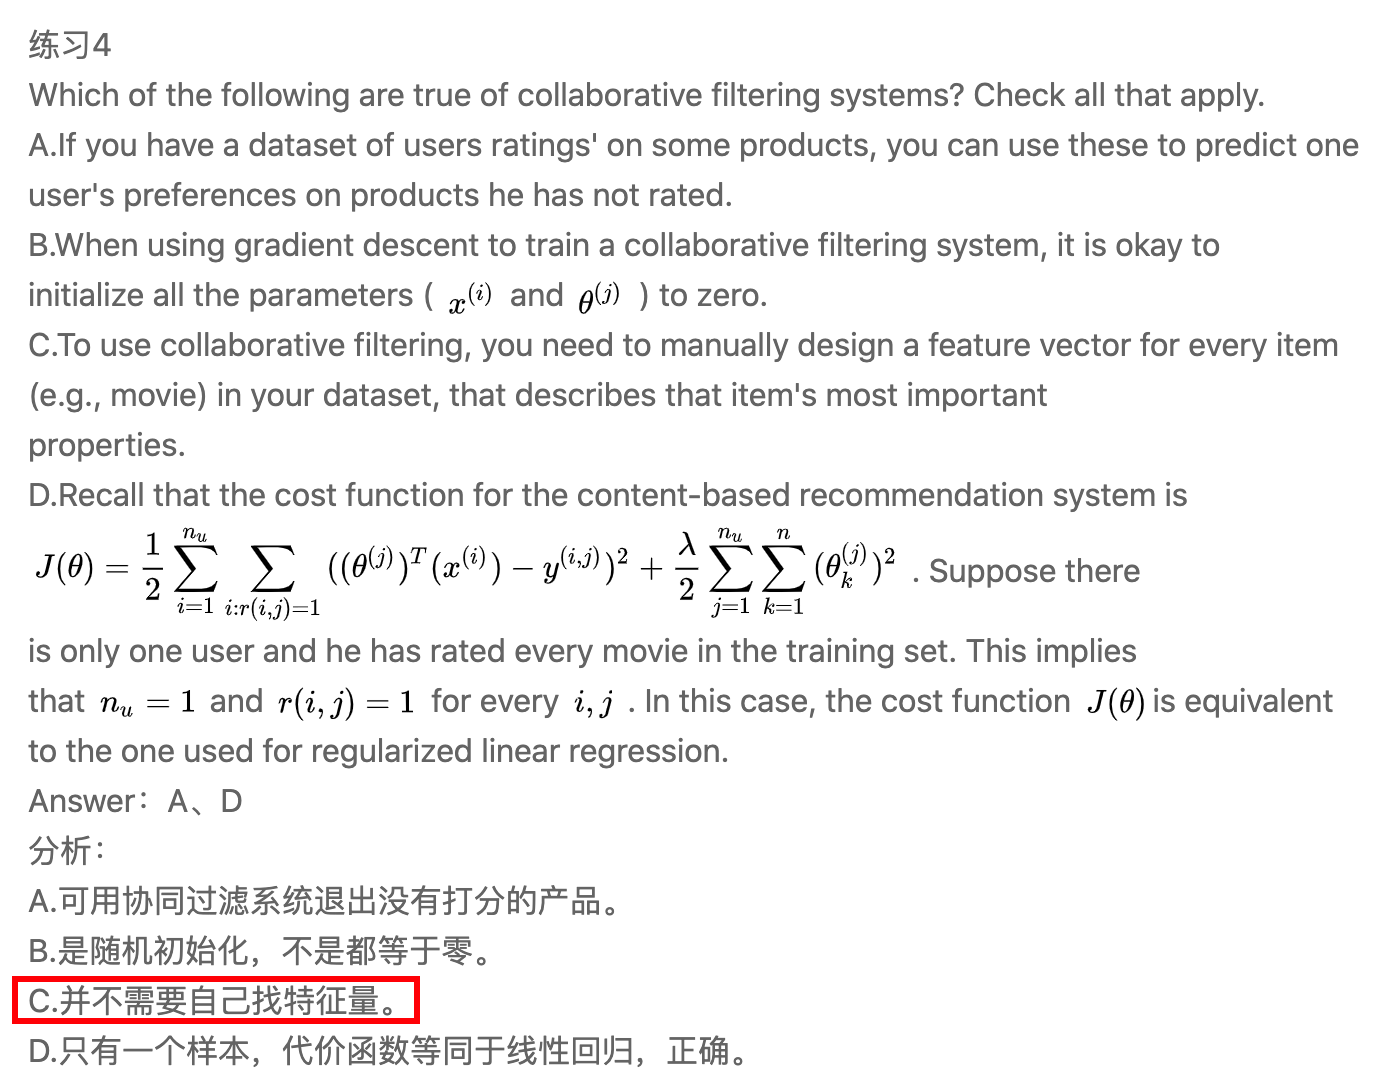 练习4
Which of the following are true of collaborative filtering systems? Check all that apply.
A.If you have a dataset of users ratings' on some products, you can use these to predict one
user's preferences on products he has not rated.
B.When using gradient descent to train a collaborative filtering system, it is okay to
initialize all the parameters ( x^{(i)} and θ^{(j)} ) to zero.
C.To use collaborative filtering, you need to manually design a feature vector for every item
(e.g., movie) in your dataset, that describes that item's most important
properties.
D.Recall that the cost function for the content-based recommendation system is
J(θ) = \frac{1}{2} \sum_{i=1}^{n_u} \sum_{i:r(i,j)=1} ((θ^{(j)})^T(x^{(i)}) − y^{(i,j)})^2 + \frac{λ}{2} \sum_{j=1}^{n_u} \sum_{k=1}^{n} (θ_k^{(j)})^2 . Suppose there
is only one user and he has rated every movie in the training set. This implies
that n_u = 1 and r(i,j) = 1 for every i,j . In this case, the cost function J(θ) is equivalent
to the one used for regularized linear regression.
Answer：A、D
分析：
A.可用协同过滤系统退出没有打分的产品。
B.是随机初始化，不是都等于零。
C.并不需要自己找特征量。
D.只有一个样本，代价函数等同于线性回归，正确。